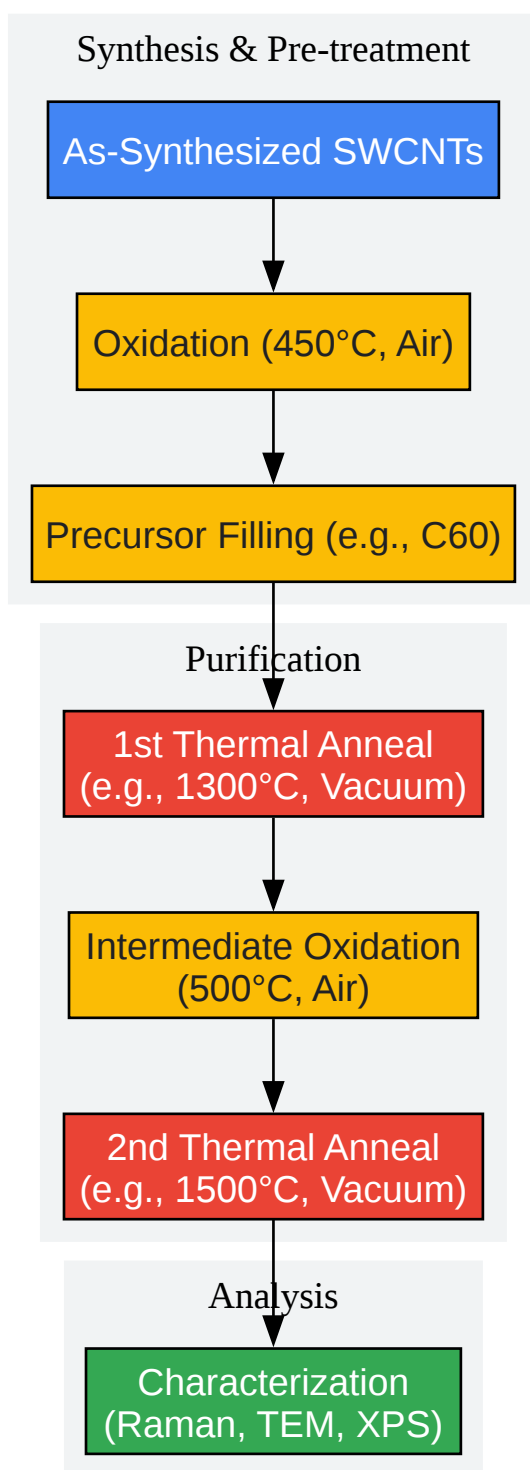 Synthesis & Pre-treatment
As-Synthesized SWCNTs
Oxidation (450°C, Air)
Precursor Filling (e.g., C60)
Purification
1st Thermal Anneal
(e.g., 1300°C, Vacuum)
Intermediate Oxidation
(500°C, Air)
2nd Thermal Anneal
(e.g., 1500°C, Vacuum)
Analysis
Characterization
(Raman, TEM, XPS)